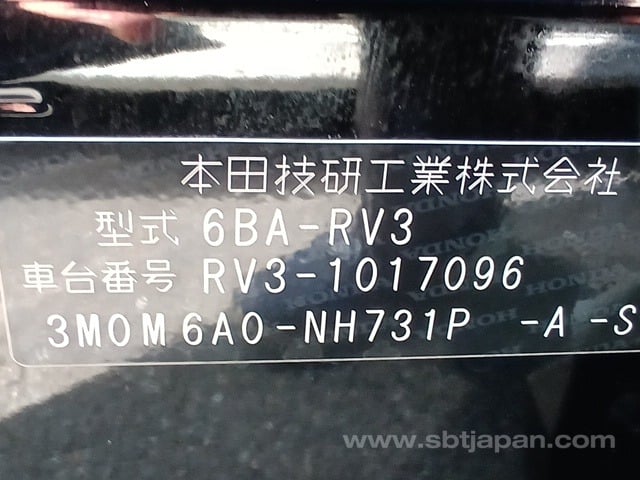 本田技研工業株式会社
型式 6BA-RV3
車台番号 RV3-1017096
3M0M6A0-NH731P -A -S
www.sbtjapan.com